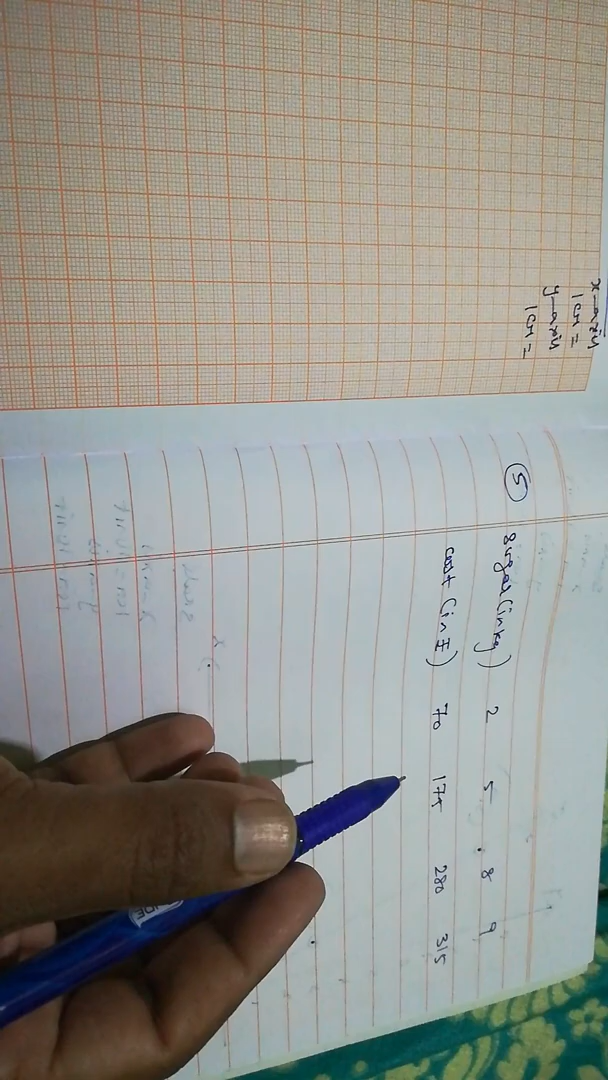 x-axis
1cm =
y-axis
1cm =
5
Sugar (in kg) 2 5 8 9
cost (in ₹) 70 175 280 315